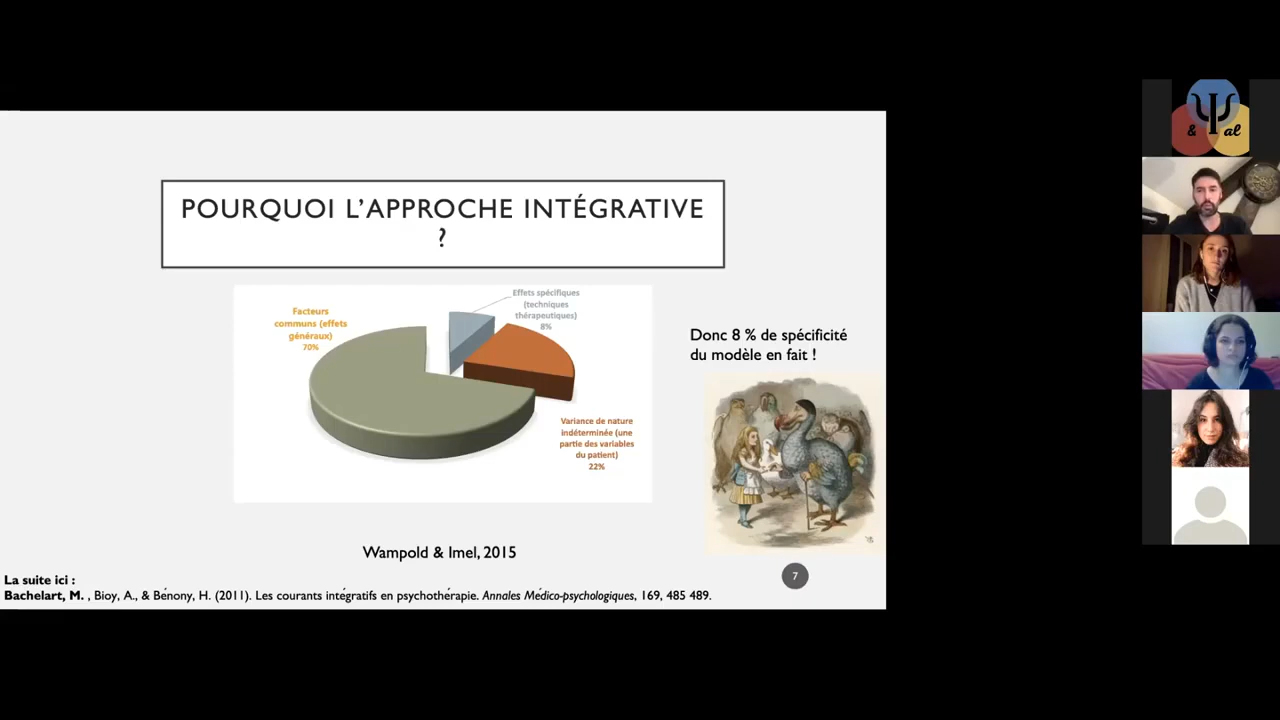 POURQUOI L'APPROCHE INTÉGRATIVE
?
Effets spécifiques
(techniques
thérapeutiques)
8%
Facteurs
communs (effets
généraux)
70%
Variance de nature
indéterminée (une
partie des variables
du patient)
22%
Donc 8 % de spécificité
du modèle en fait !
Wampold & Imel, 2015
7
La suite ici :
Bachelart, M. , Bioy, A., & Bénony, H. (2011). Les courants intégratifs en psychothérapie. Annales Médico-psychologiques, 169, 485 489.
& Ψ al